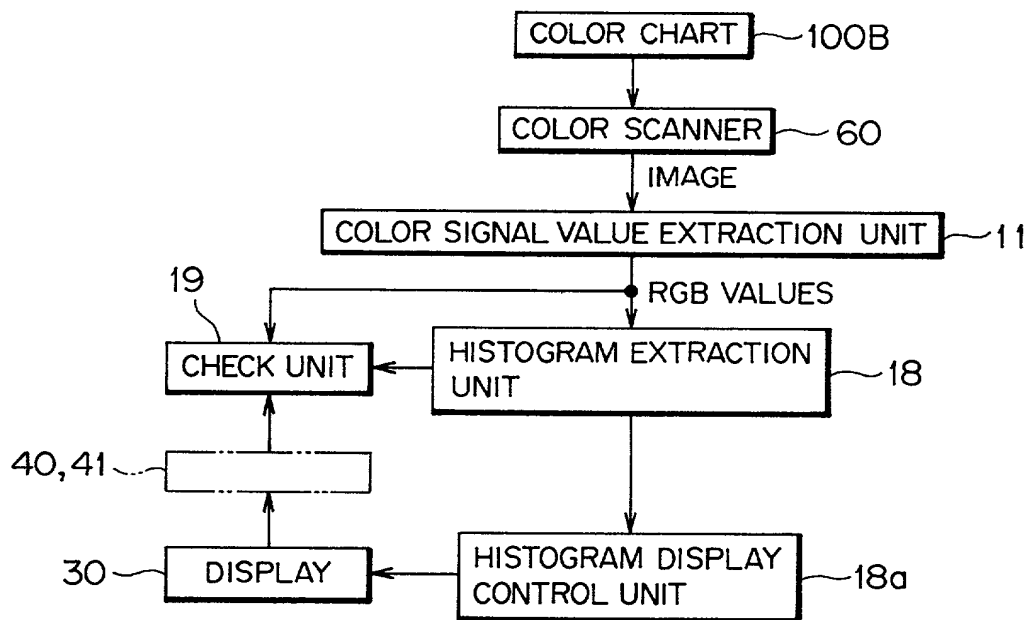 COLOR CHART
100B
COLOR SCANNER
60
IMAGE
COLOR SIGNAL VALUE EXTRACTION UNIT
11
19
RGB VALUES
CHECK UNIT
HISTOGRAM EXTRACTION
UNIT
18
40, 41
30
DISPLAY
HISTOGRAM DISPLAY
CONTROL UNIT
18a